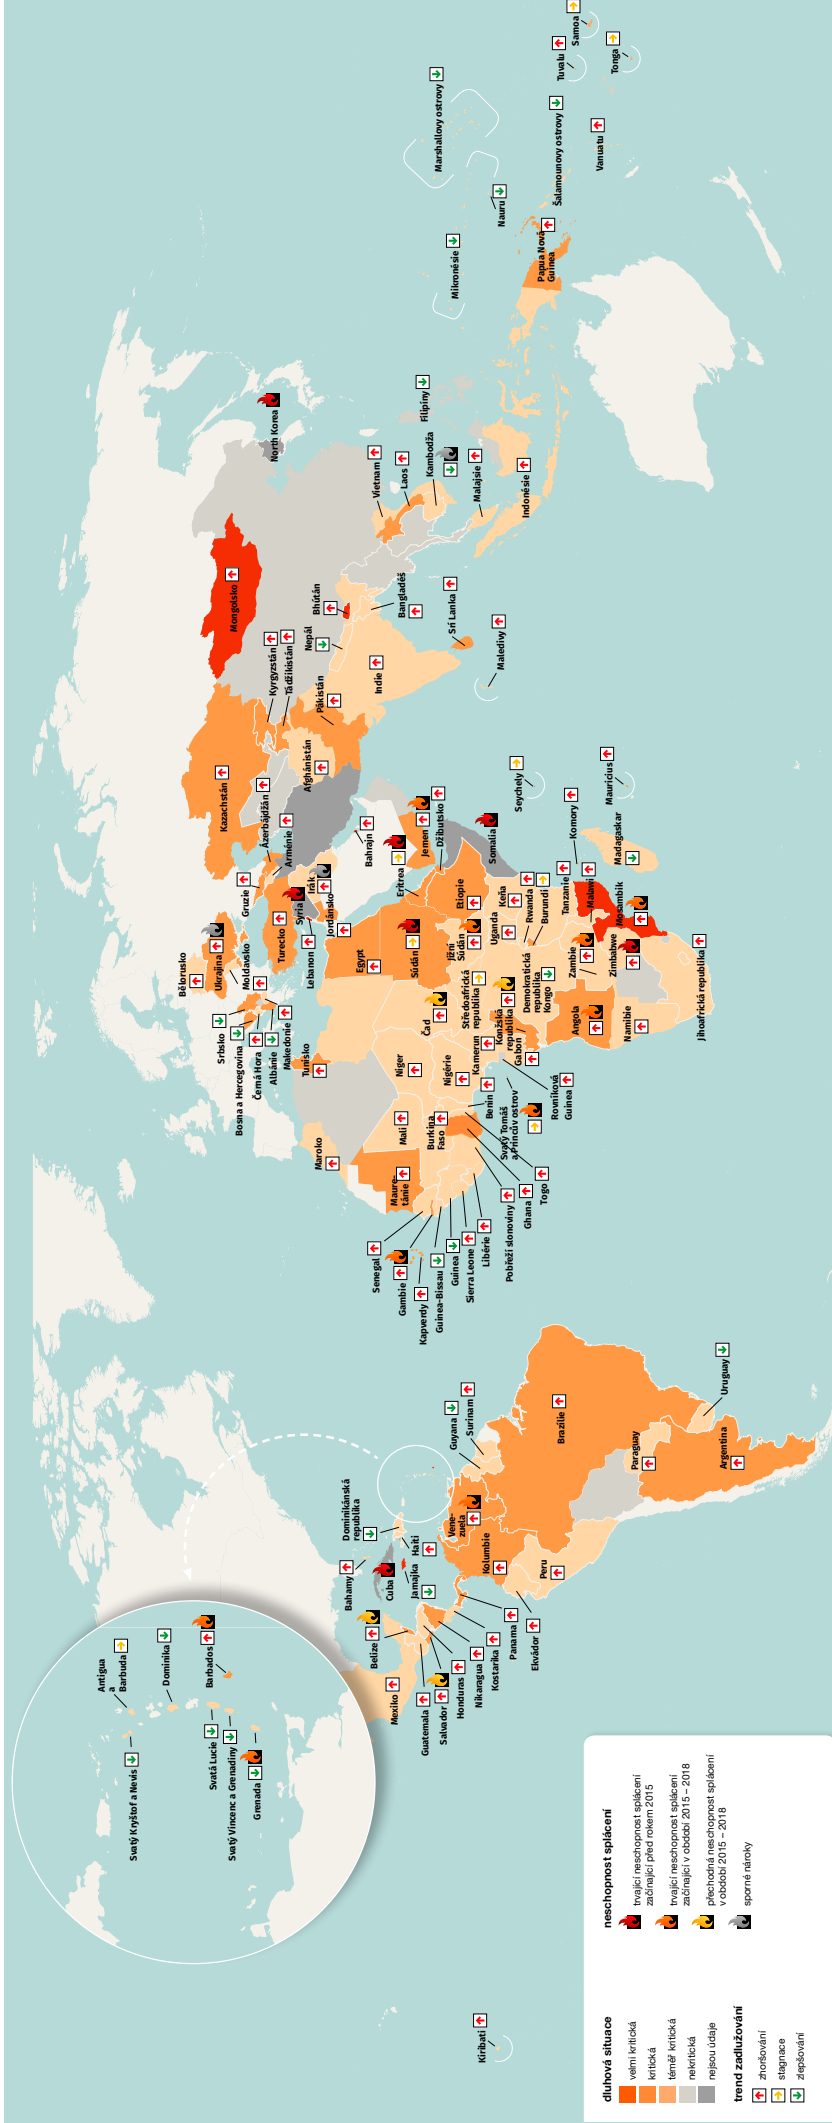 Antigua
a
Barbuda
Dominika
Barbados
Svatý Kryštof a Nevis
Svatá Lucie
Svatý Vincenc a Grenadiny
Grenada
Kiribati
Mexiko
Belize
Guatemala
Salvador
Honduras
Nikaragua
Kostarika
Panama
Ekvádor
Bahamy
Cuba
Jamajka
Haiti
Dominikánská
republika
Vene-
zuela
Kolumbie
Peru
Guyana
Surinam
Brazílie
Paraguay
Argentina
Uruguay
Senegal
Gambie
Kapverdy
Guinea-Bissau
Guinea
Sierra Leone
Libérie
Pobřeží slonoviny
Ghana
Togo
Maroko
Maure-
tánie
Mali
Burkina
Faso
Benin
Svatý Tomáš
a Princův ostrov
Rovníková
Guinea
Niger
Nigérie
Kamerun
Gabon
Konžská
republika
Středoafrická
republika
Čad
Demokratická
republika
Kongo
Angola
Namibie
Jihoafrická republika
Zambie
Zimbabwe
Mosambik
Malawi
Tanzanie
Komory
Madagaskar
Mauricius
Seychely
Burundi
Rwanda
Keňa
Uganda
Jižní
Súdán
Súdán
Egypt
Etiopie
Eritrea
Džibutsko
Somalia
Jemen
Tunisko
Srbsko
Bosna a Hercegovina
Černá Hora
Albánie
Makedonie
Bělorusko
Ukrajina
Moldavsko
Gruzie
Turecko
Lebanon
Syria
Irák
Jordánsko
Bahrajn
Arménie
Ázerbájdžán
Kazachstán
Afghánistán
Pákistán
Tádžikistán
Kyrgyzstán
Mongolsko
Nepál
Bhútán
Bangladéš
Indie
Srí Lanka
Maledivy
North Korea
Vietnam
Laos
Kambodža
Malajsie
Indonésie
Filipíny
Mikronésie
Nauru
Marshallovy ostrovy
Papua Nová
Guinea
Šalamounovy ostrovy
Vanuatu
Tuvalu
Samoa
Tonga
dluhová situace
velmi kritická
kritická
téměř kritická
nekritická
nejsou údaje
trend zadlužování
zhoršování
stagnace
zlepšování
neschopnost splácení
trvající neschopnost splácení
začínající před rokem 2015
trvající neschopnost splácení
začínající v období 2015 – 2018
přechodná neschopnost splácení
v období 2015 – 2018
sporné nároky